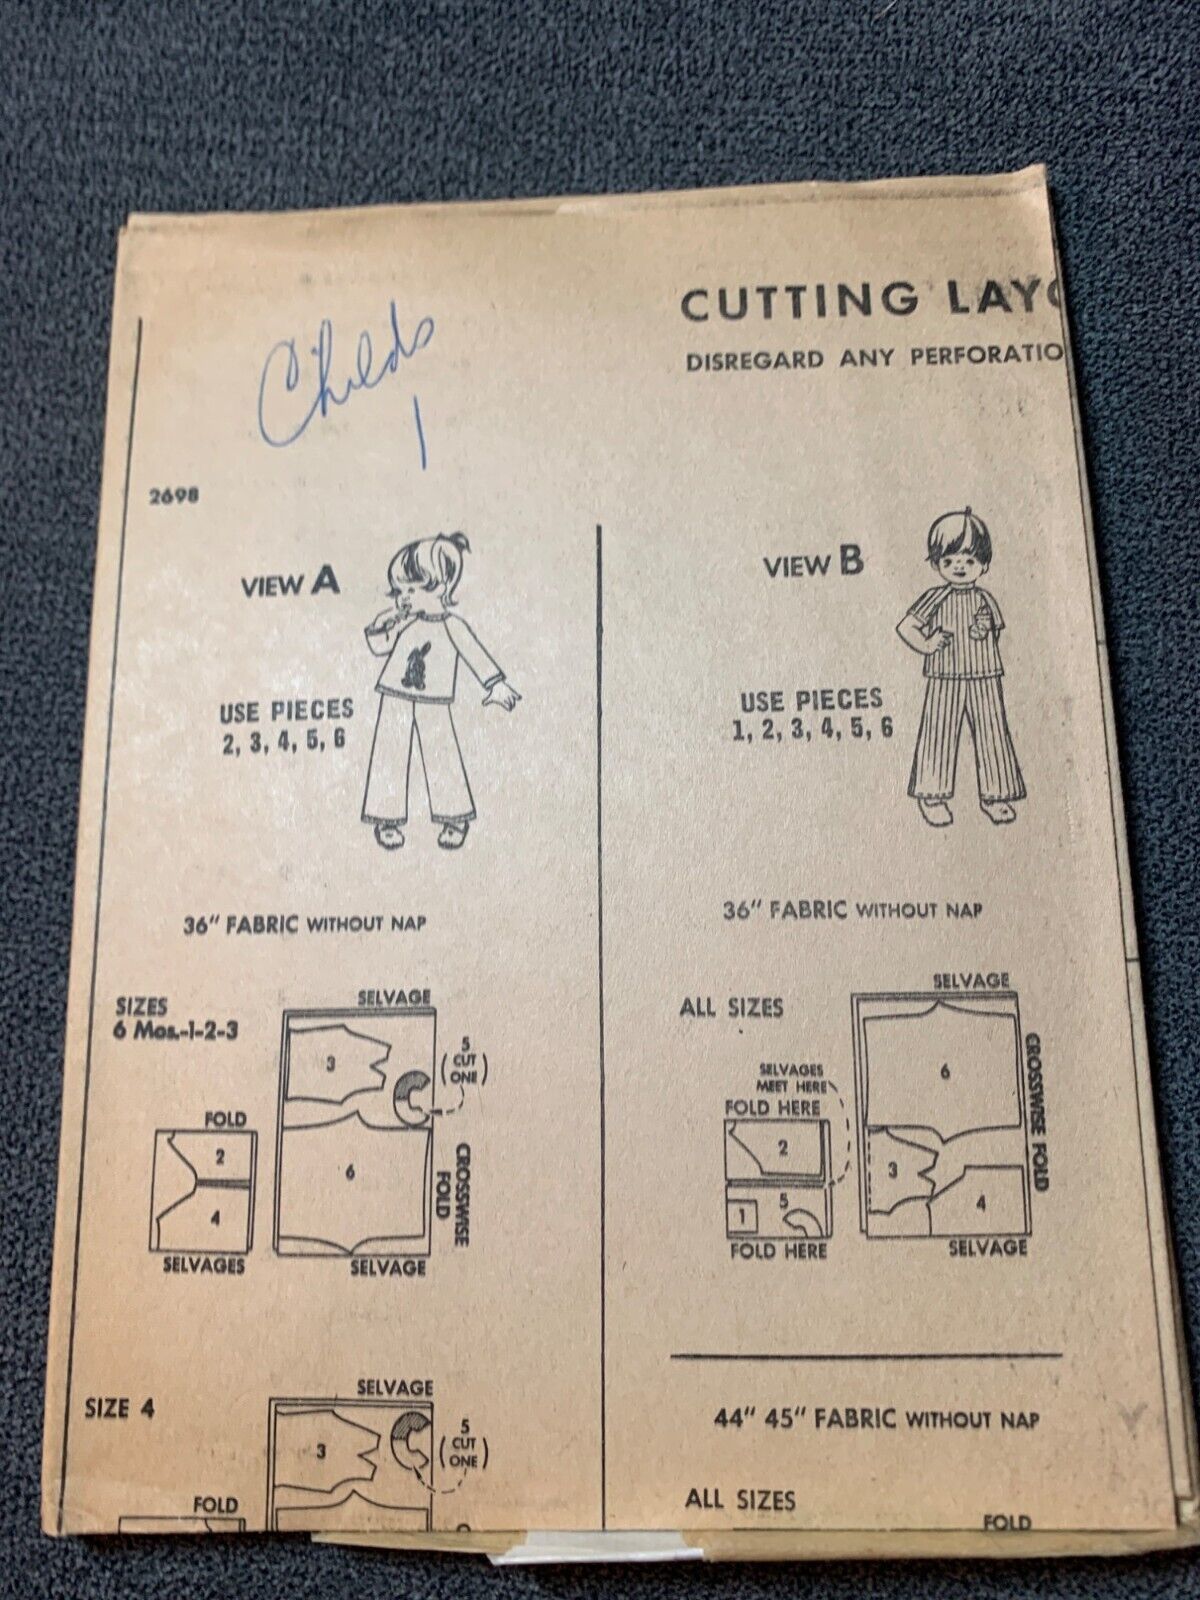 CUTTING LAY
DISREGARD ANY PERFORATIO
Childs
1
2698
VIEW A
USE PIECES
2, 3, 4, 5, 6
36" FABRIC WITHOUT NAP
SIZES
6 Mos.-1-2-3
SELVAGE
3
5
(CUT
ONE)
FOLD
2
4
SELVAGES
6
CROSSWISE
FOLD
SELVAGE
SIZE 4
SELVAGE
3
5
(CUT
ONE)
FOLD
VIEW B
USE PIECES
1, 2, 3, 4, 5, 6
36" FABRIC WITHOUT NAP
ALL SIZES
SELVAGE
6
CROSSWISE FOLD
SELVAGES
MEET HERE
FOLD HERE
2
3
5
1
4
FOLD HERE
SELVAGE
44" 45" FABRIC WITHOUT NAP
ALL SIZES
FOLD